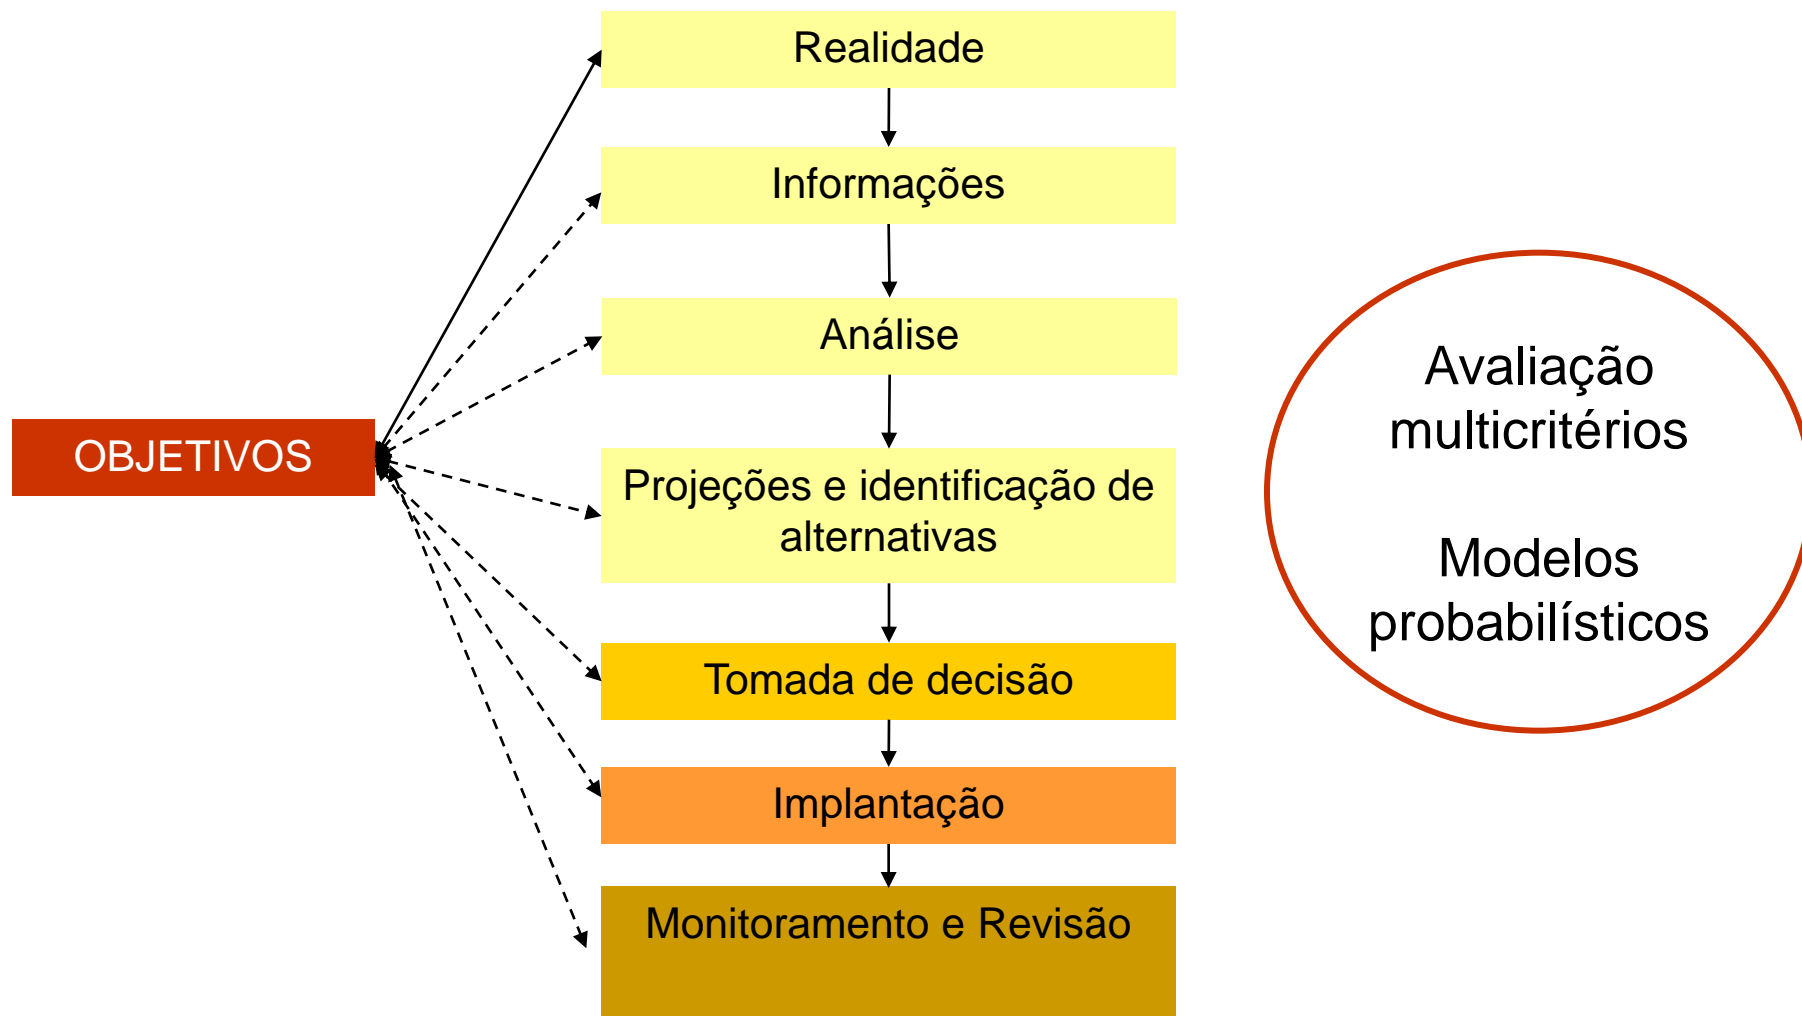 Realidade
Informações
Análise
OBJETIVOS
Projeções e identificação de
alternativas
Tomada de decisão
Implantação
Monitoramento e Revisão
Avaliação
multicritérios
Modelos
probabilísticos